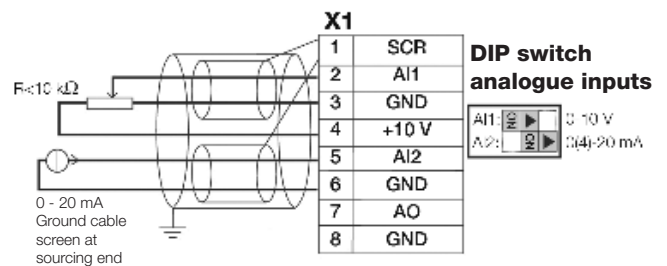 X1
1 SCR
2 AI1
3 GND
4 +10 V
5 AI2
6 GND
7 AO
8 GND
R<10 kΩ
0 - 20 mA
Ground cable
screen at
sourcing end
DIP switch
analogue inputs
AI1: ON 0-10 V
AI2: ON 0(4)-20 mA